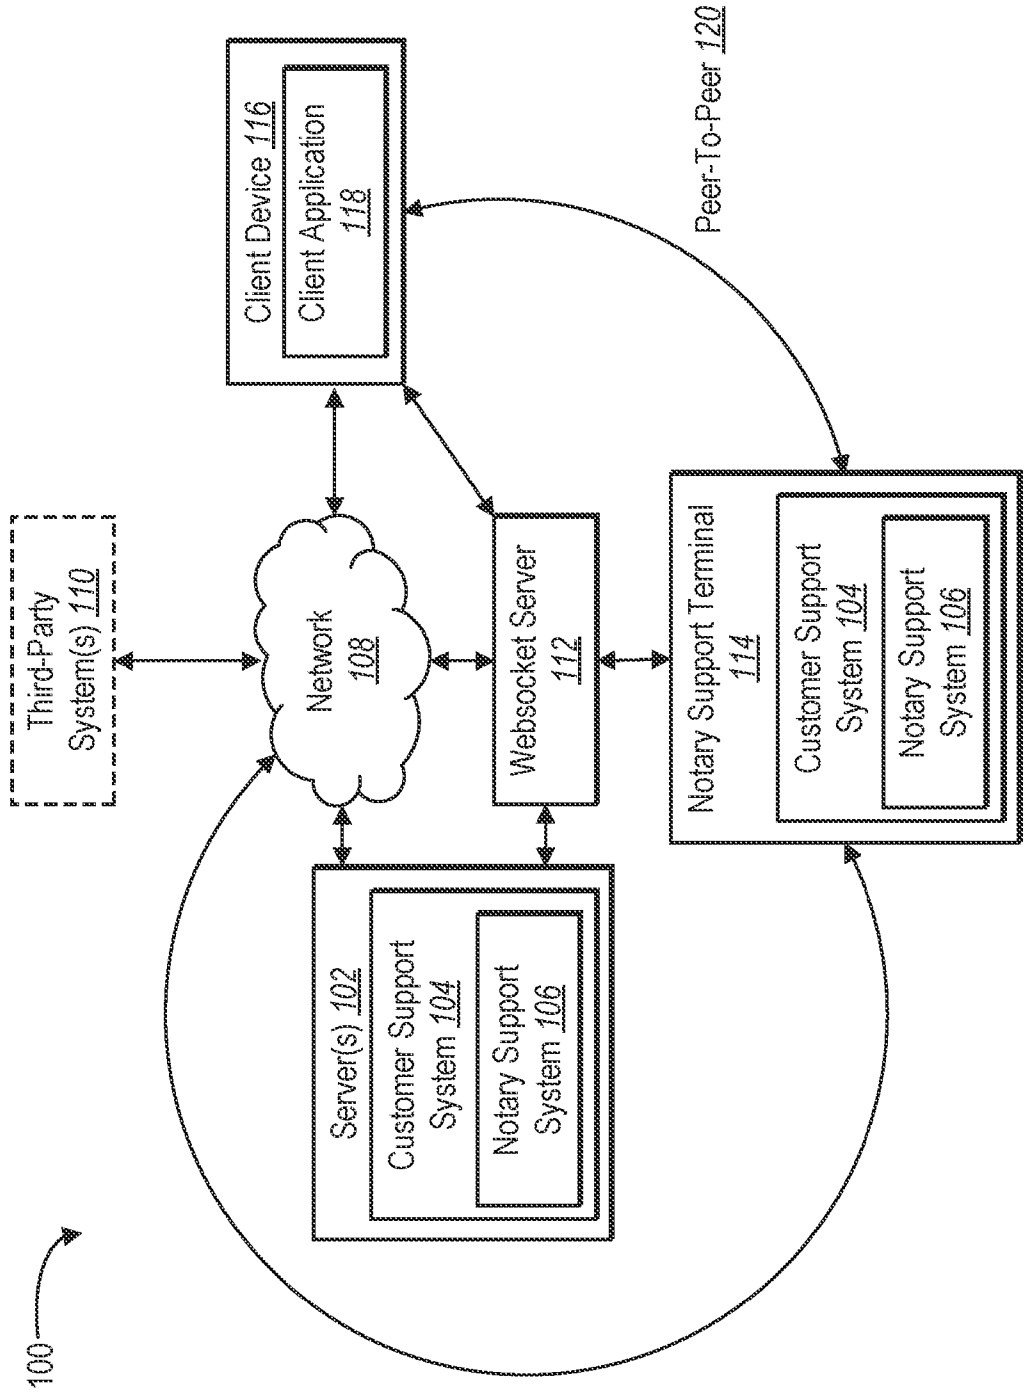 100
Third-Party
System(s) 110
Network
108
Client Device 116
Client Application
118
Server(s) 102
Customer Support
System 104
Notary Support
System 106
Websocket Server
112
Notary Support Terminal
114
Customer Support
System 104
Notary Support
System 106
Peer-To-Peer 120